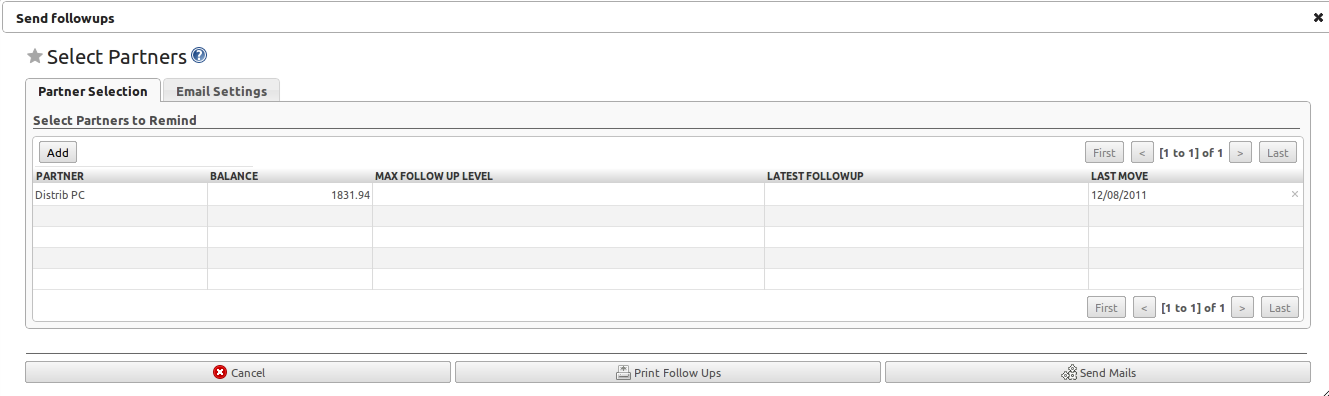 Send followups
Select Partners ?
Partner Selection Email Settings
Select Partners to Remind
Add First < [1 to 1] of 1 > Last
PARTNER BALANCE MAX FOLLOW UP LEVEL LATEST FOLLOWUP LAST MOVE
Distrib PC 1831.94 12/08/2011
First < [1 to 1] of 1 > Last
Cancel Print Follow Ups Send Mails